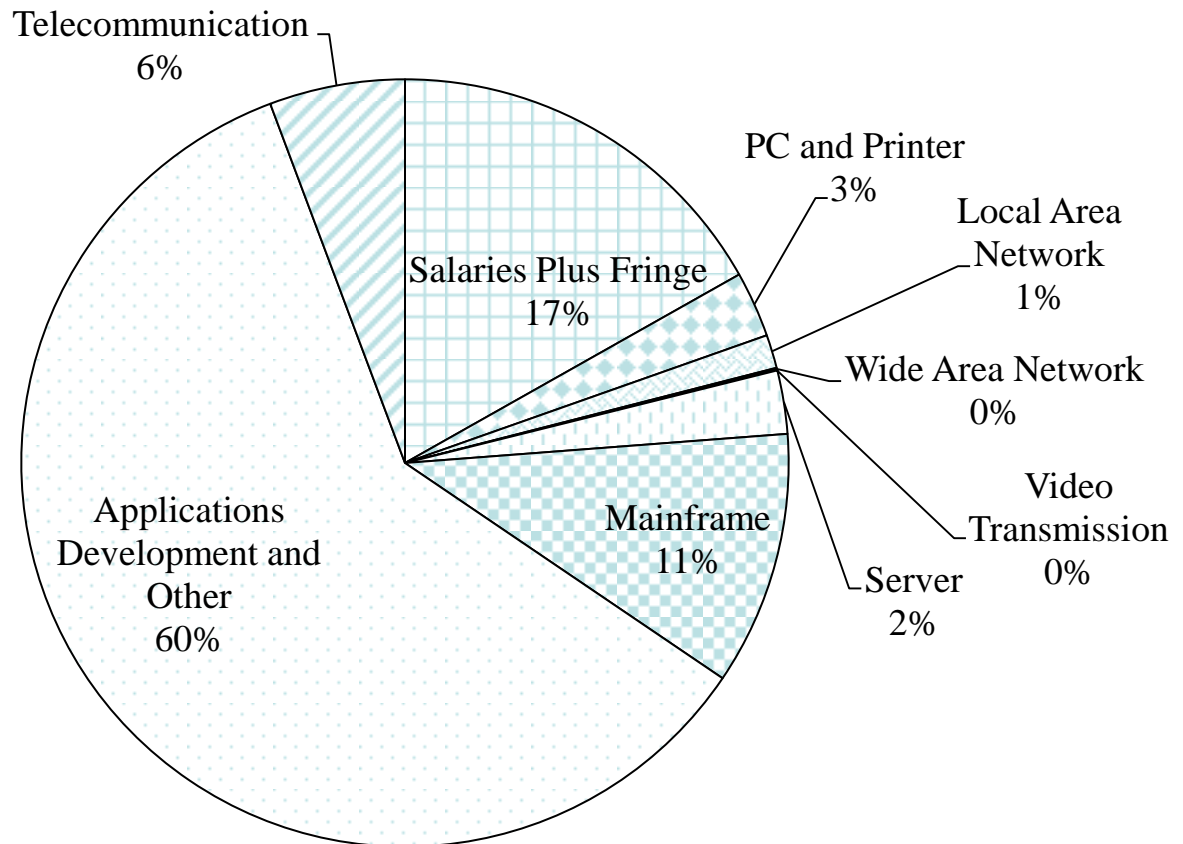 Telecommunication
6%
PC and Printer
3%
Local Area
Network
1%
Salaries Plus Fringe
17%
Wide Area Network
0%
Video
Transmission
0%
Mainframe
11%
Server
2%
Applications
Development and
Other
60%